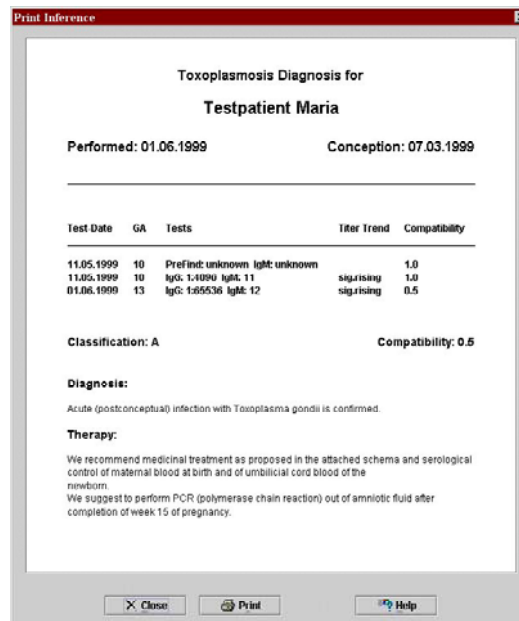 Print Inference
Toxoplasmosis Diagnosis for
Testpatient Maria
Performed: 01.06.1999 Conception: 07.03.1999
Test Date GA Tests Titer Trend Compatibility
11.05.1999 10 PreFind: unknown IgM: unknown 1.0
11.05.1999 10 IgG: 1:4096 IgM: 11 sig.rising 1.0
01.06.1999 13 IgG: 1:65536 IgM: 12 sig.rising 0.5
Classification: A Compatibility: 0.5
Diagnosis:
Acute (postconceptual) infection with Toxoplasma gondii is confirmed.
Therapy:
We recommend medicinal treatment as proposed in the attached schema and serological
control of maternal blood at birth and of umbilicial cord blood of the
newborn.
We suggest to perform PCR (polymerase chain reaction) out of amniotic fluid after
completion of week 15 of pregnancy.
Close Print Help